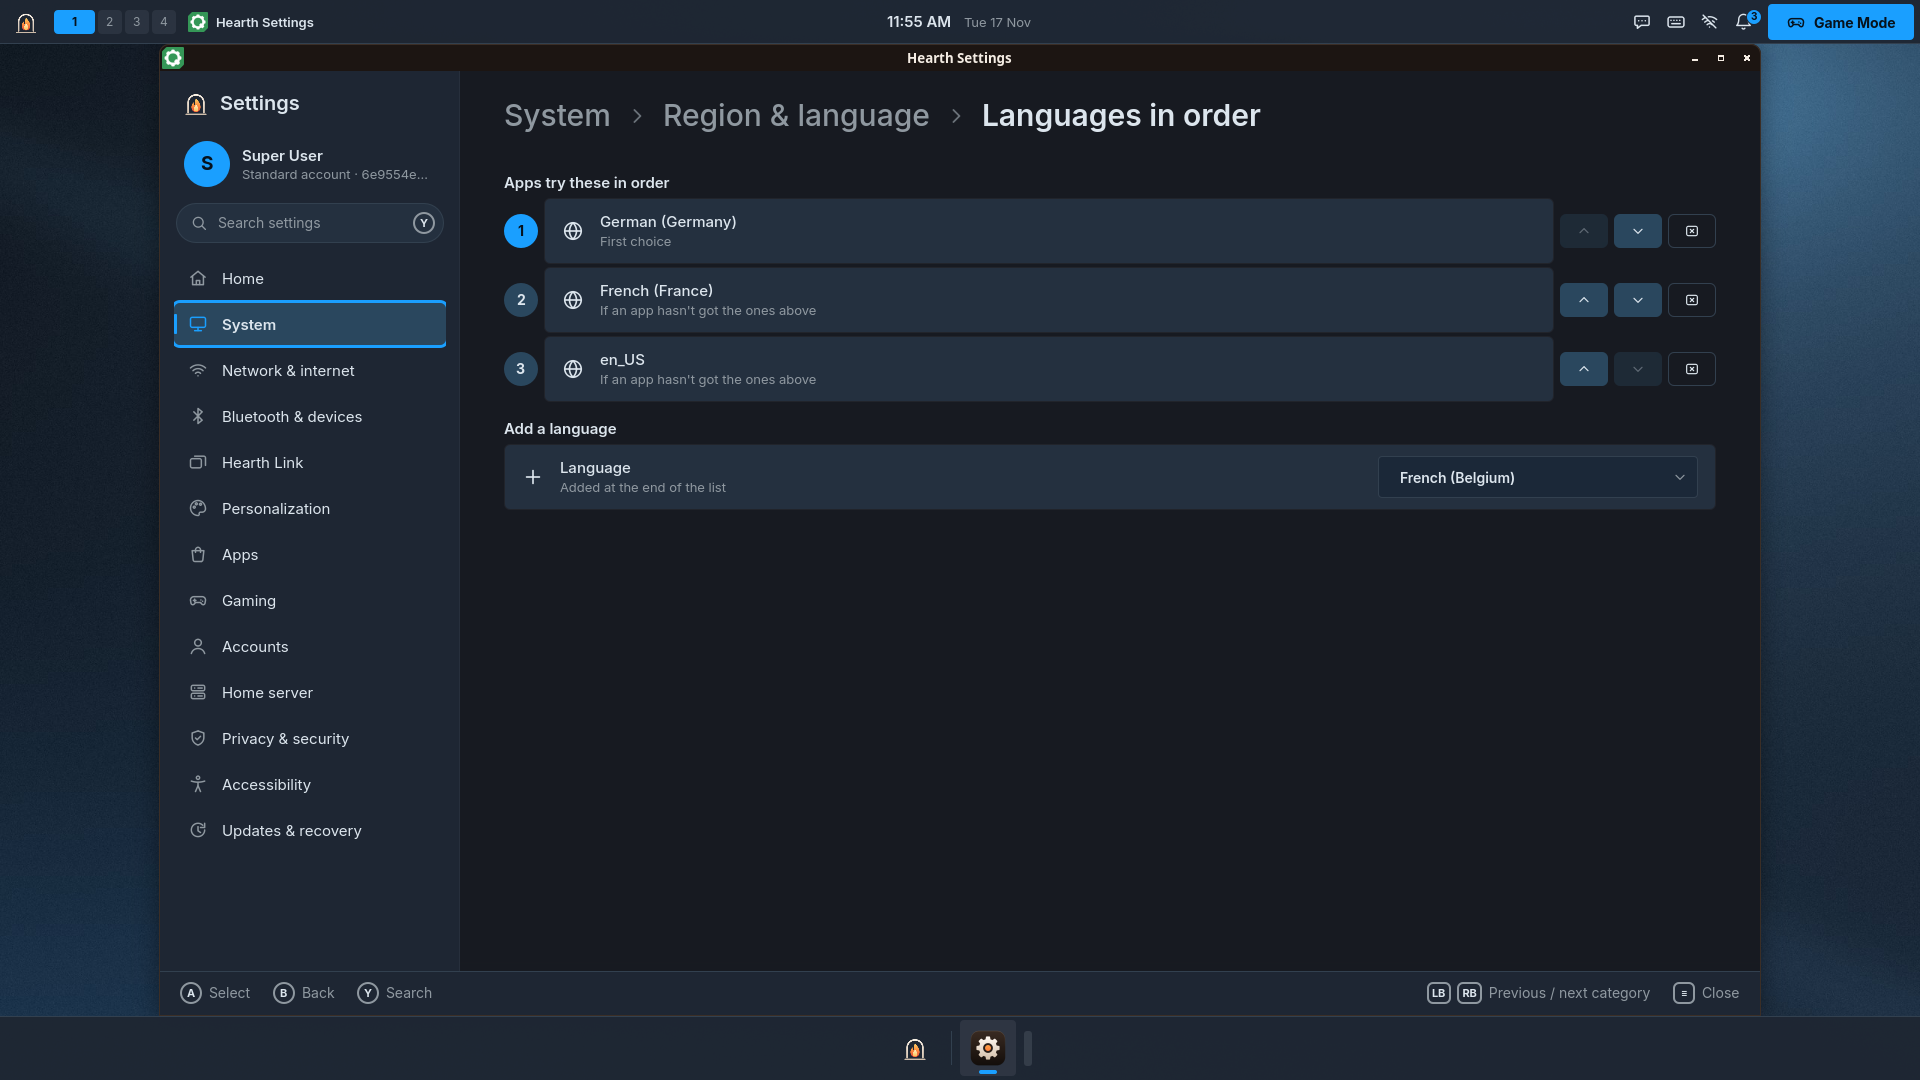 1 2 3 4 Hearth Settings
11:55 AM Tue 17 Nov
3
Game Mode
Hearth Settings
Settings
S
Super User
Standard account · 6e9554e...
Search settings Y
Home
System
Network & internet
Bluetooth & devices
Hearth Link
Personalization
Apps
Gaming
Accounts
Home server
Privacy & security
Accessibility
Updates & recovery
System > Region & language > Languages in order
Apps try these in order
1 German (Germany)
First choice
2 French (France)
If an app hasn't got the ones above
3 en_US
If an app hasn't got the ones above
Add a language
Language
Added at the end of the list
French (Belgium)
A Select B Back Y Search
LB RB Previous / next category Close